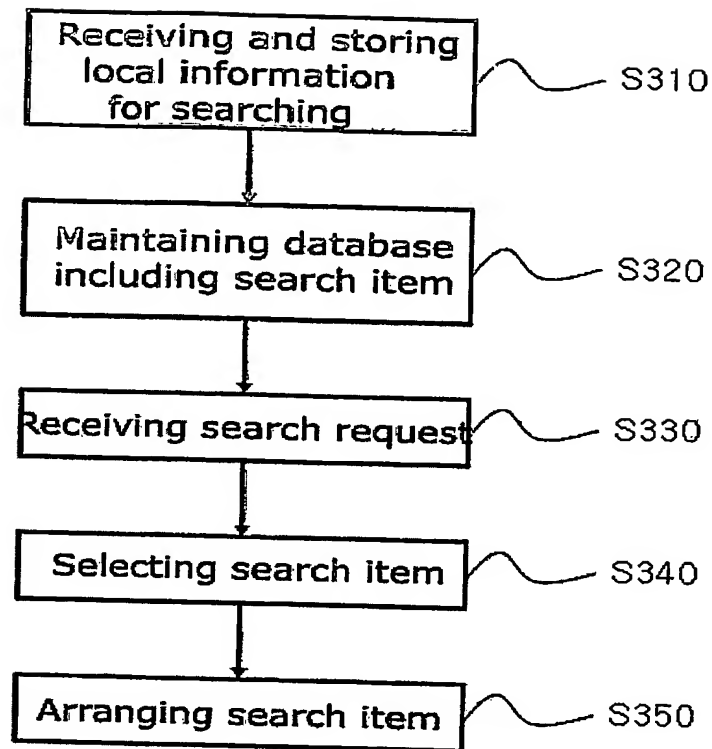 Receiving and storing
local information
for searching
S310
Maintaining database
including search item
S320
Receiving search request
S330
Selecting search item
S340
Arranging search item
S350